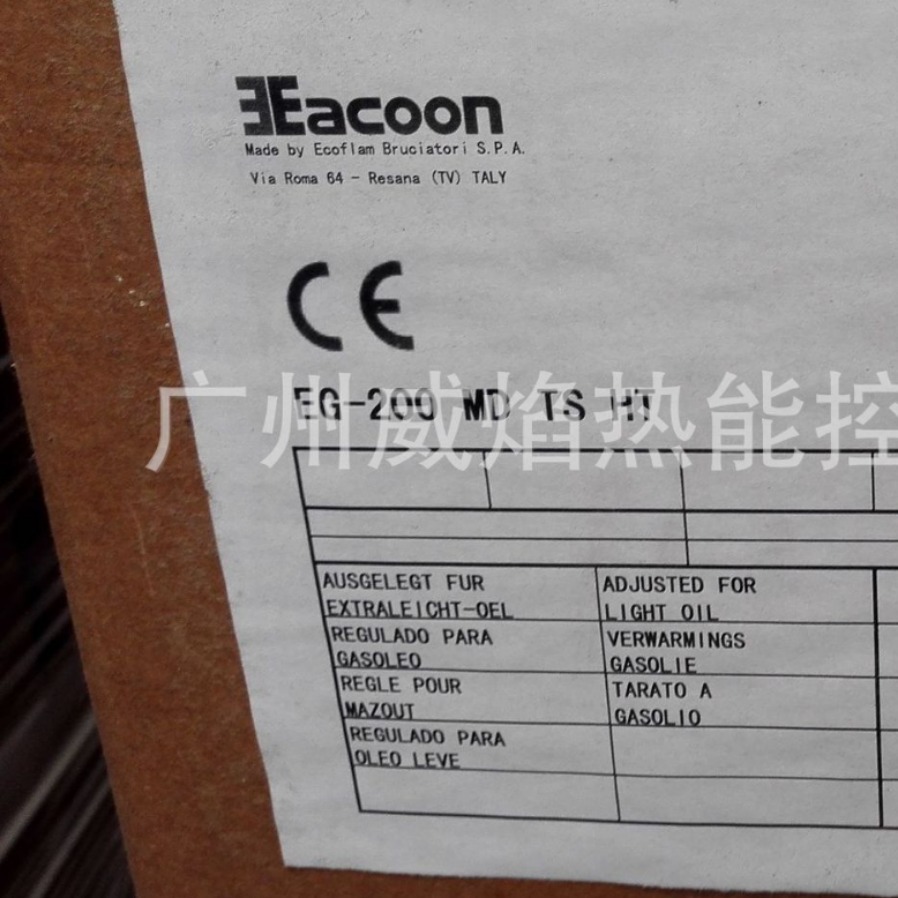 Eacoon
Made by Ecoflam Bruciatori S.P.A.
Via Roma 64 - Resana (TV) TALY
CE
EG-200 MD TS HT
广州威焰热能控
AUSGELEGT FUR
EXTRALEICHT-OEL
ADJUSTED FOR
LIGHT OIL
REGULADO PARA
GASOLEO
VERWARMINGS
GASOLIE
REGLE POUR
MAZOUT
TARATO A
GASOLIO
REGULADO PARA
OLEO LEVE